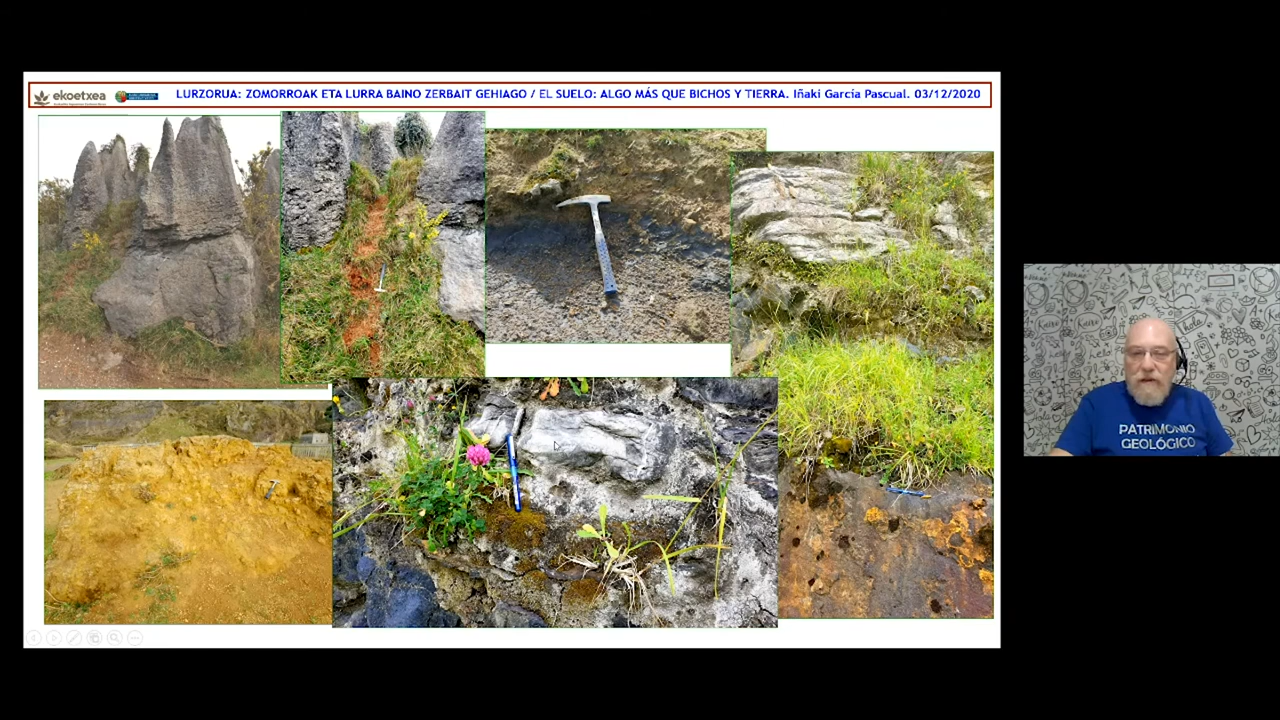 ekoetxea
LURZORUA: ZOMORROAK ETA LURRA BAINO ZERBAIT GEHIAGO / EL SUELO: ALGO MÁS QUE BICHOS Y TIERRA. Iñaki García Pascual. 03/12/2020
PATRIMONIO
GEOLÓGICO